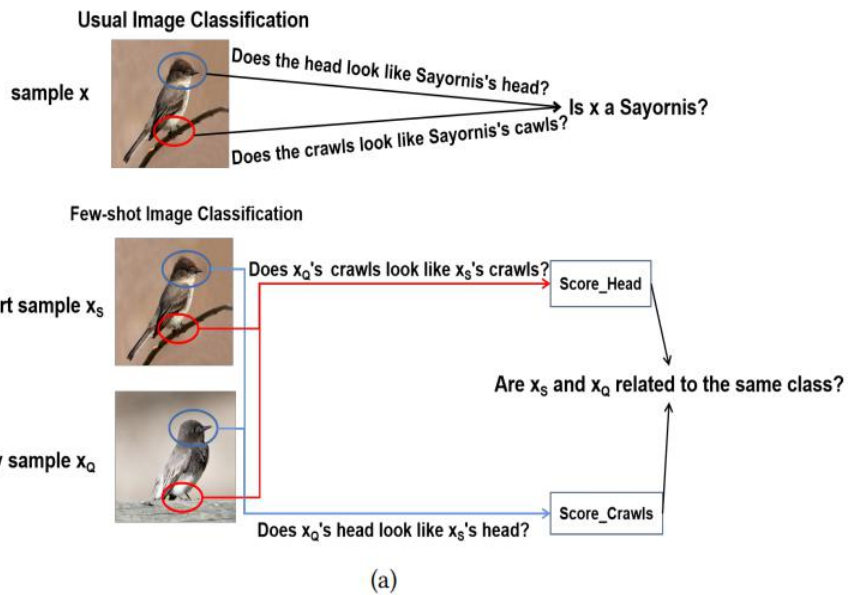 Usual Image Classification
sample x
Does the head look like Sayornis's head?
Is x a Sayornis?
Does the crawls look like Sayornis's cawls?
Few-shot Image Classification
rt sample xS
Does xQ's crawls look like xS's crawls?
Score_Head
Are xS and xQ related to the same class?
y sample xQ
Does xQ's head look like xS's head?
Score_Crawls
(a)